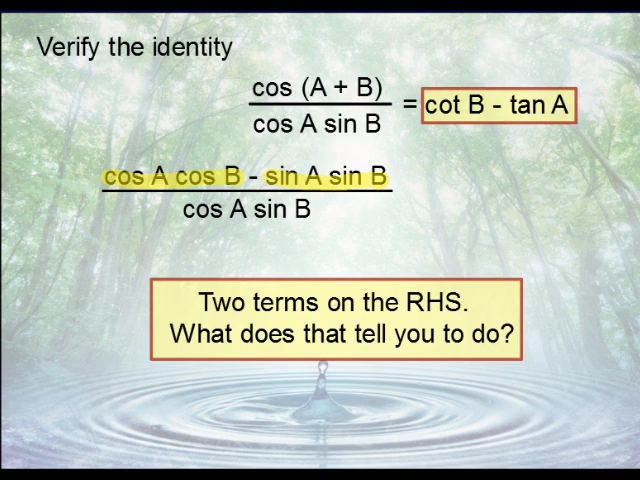 Verify the identity
cos (A + B)
= cot B - tan A
cos A sin B
cos A cos B - sin A sin B
cos A sin B
Two terms on the RHS.
What does that tell you to do?